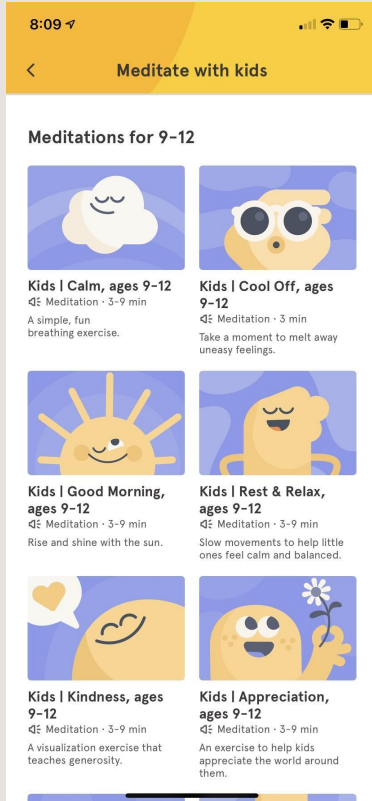 8:09
Meditate with kids
Meditations for 9-12
Kids | Calm, ages 9-12
Meditation · 3-9 min
A simple, fun
breathing exercise.
Kids | Cool Off, ages
9-12
Meditation · 3 min
Take a moment to melt away
uneasy feelings.
Kids | Good Morning,
ages 9-12
Meditation · 3-9 min
Rise and shine with the sun.
Kids | Rest & Relax,
ages 9-12
Meditation · 3-9 min
Slow movements to help little
ones feel calm and balanced.
Kids | Kindness, ages
9-12
Meditation · 3-9 min
A visualization exercise that
teaches generosity.
Kids | Appreciation,
ages 9-12
Meditation · 3-9 min
An exercise to help kids
appreciate the world around
them.